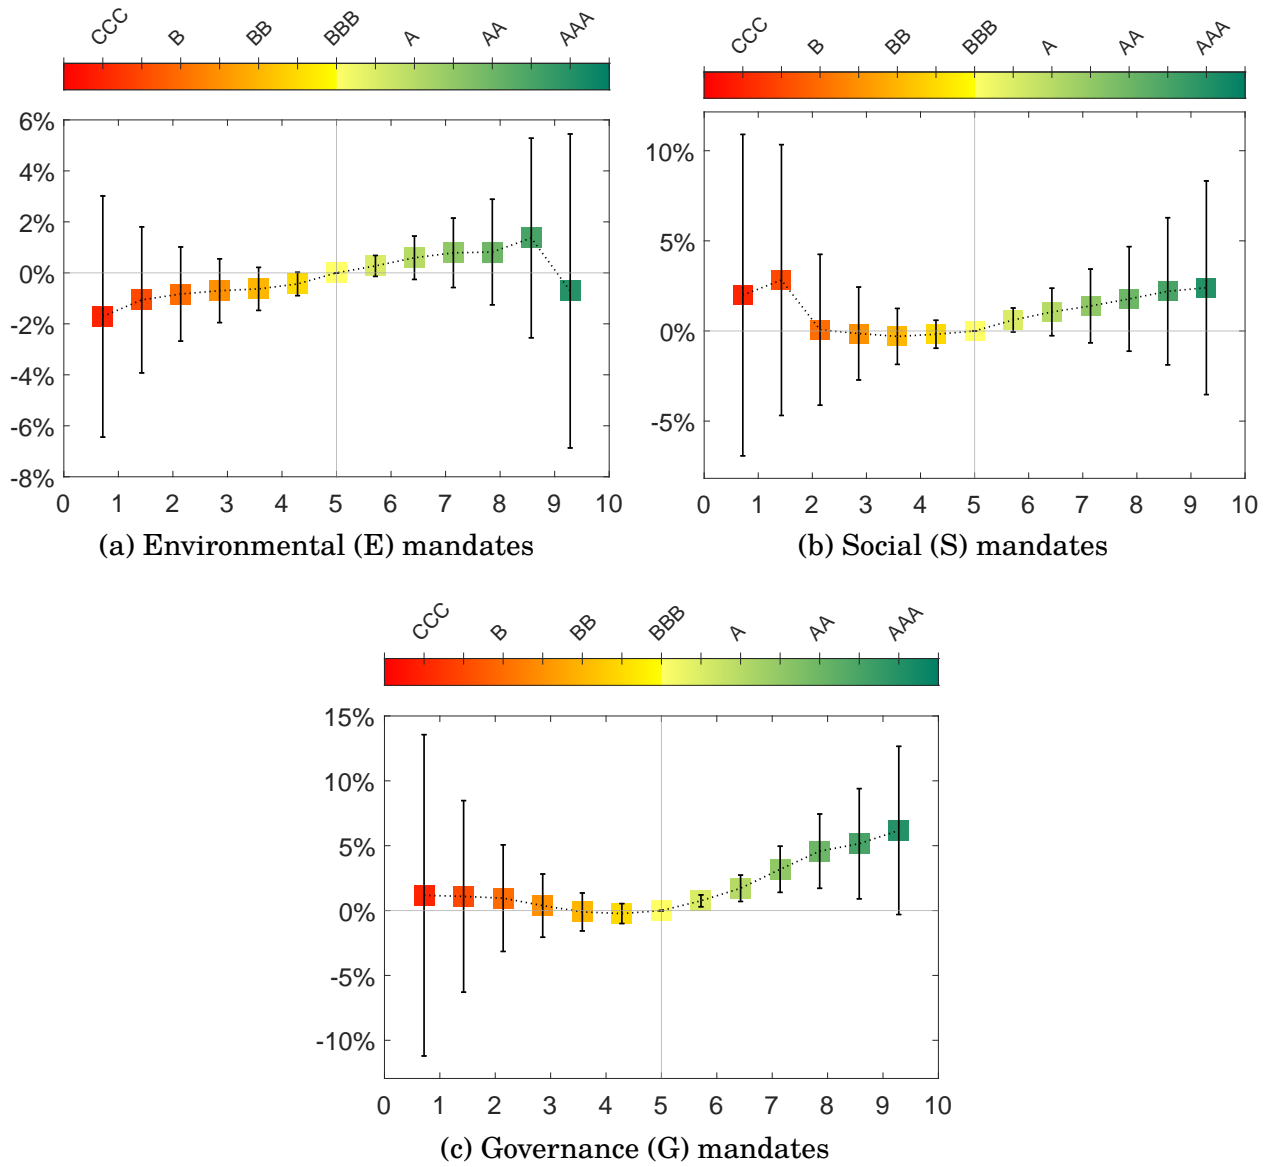 CCC B BB BBB A AA AAA
6%
4%
2%
0%
-2%
-4%
-6%
-8%
0 1 2 3 4 5 6 7 8 9 10
(a) Environmental (E) mandates
CCC B BB BBB A AA AAA
10%
5%
0%
-5%
0 1 2 3 4 5 6 7 8 9 10
(b) Social (S) mandates
CCC B BB BBB A AA AAA
15%
10%
5%
0%
-5%
-10%
0 1 2 3 4 5 6 7 8 9 10
(c) Governance (G) mandates